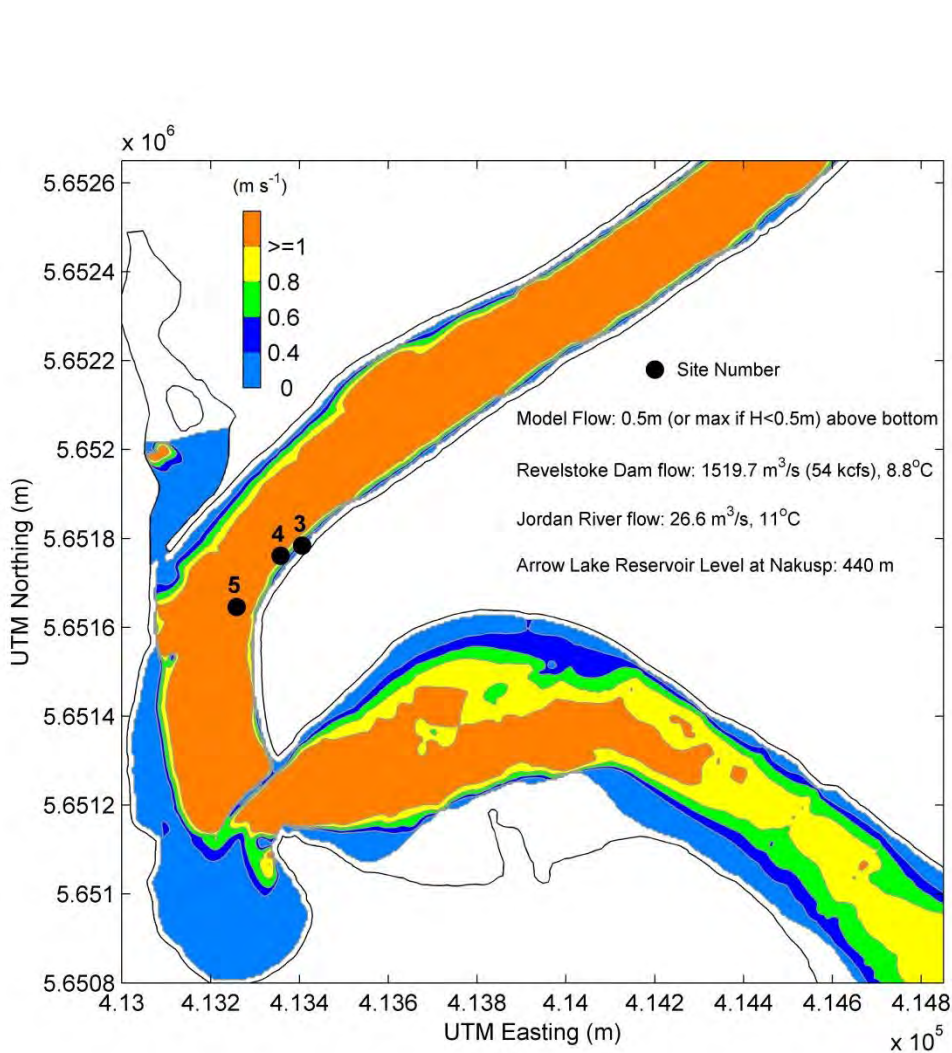 x 10⁶
5.6526
5.6524
5.6522
5.652
5.6518
5.6516
5.6514
5.6512
5.651
5.6508
UTM Northing (m)
(m s⁻¹)
>=1
0.8
0.6
0.4
0
Site Number
Model Flow: 0.5m (or max if H<0.5m) above bottom
Revelstoke Dam flow: 1519.7 m³/s (54 kcfs), 8.8°C
Jordan River flow: 26.6 m³/s, 11°C
Arrow Lake Reservoir Level at Nakusp: 440 m
3
4
5
4.13 4.132 4.134 4.136 4.138 4.14 4.142 4.144 4.146 4.148
UTM Easting (m)
x 10⁵